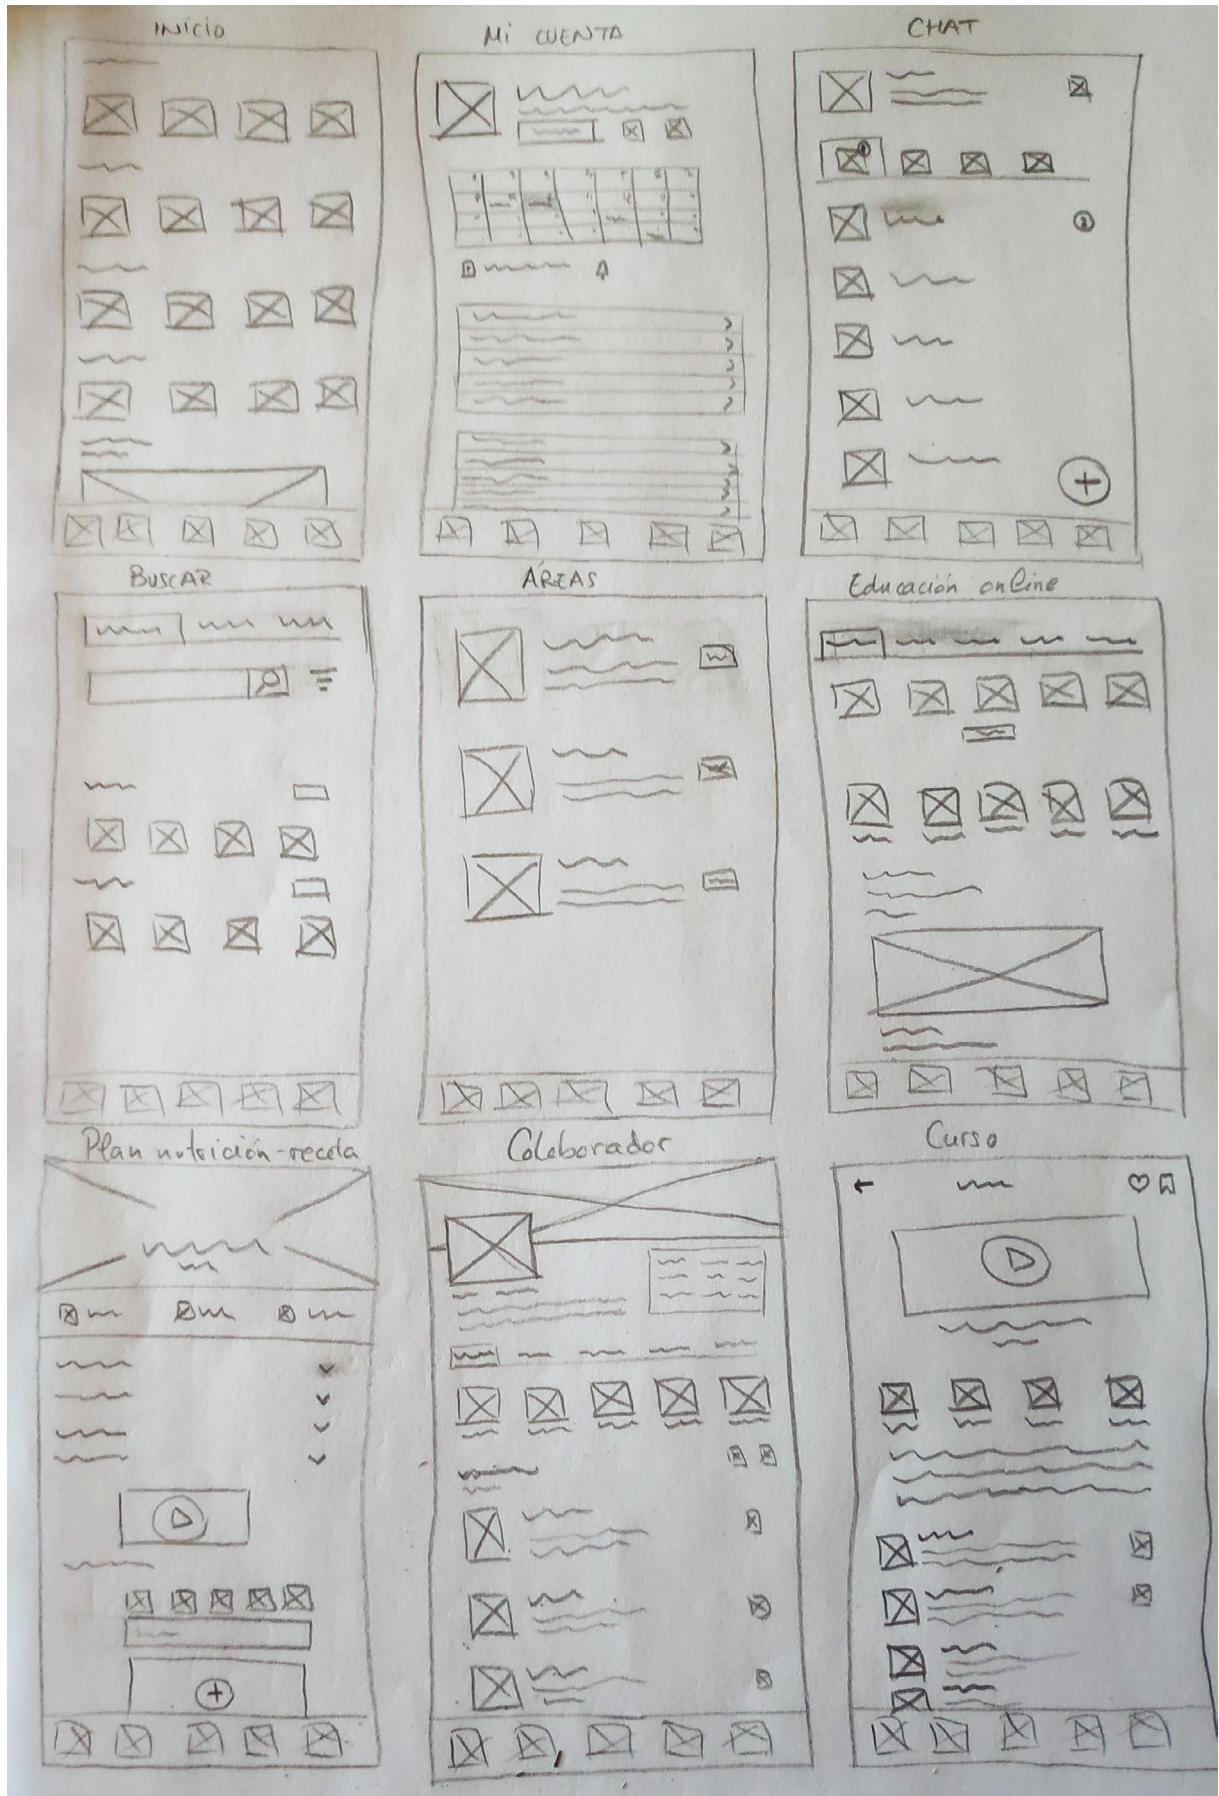 INICIO
Mi CUENTA
CHAT
BUSCAR
ÁREAS
Educación online
Plan nutrición-receta
Colaborador
Curso